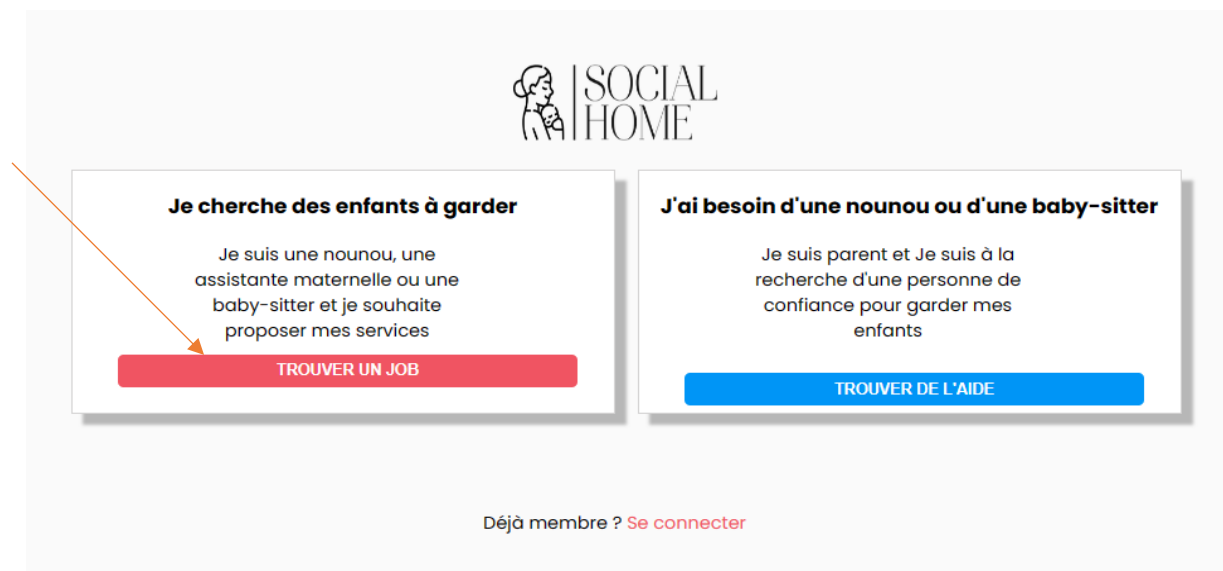 SOCIAL
HOME
Je cherche des enfants à garder
Je suis une nounou, une
assistante maternelle ou une
baby-sitter et je souhaite
proposer mes services
TROUVER UN JOB
J'ai besoin d'une nounou ou d'une baby-sitter
Je suis parent et Je suis à la
recherche d'une personne de
confiance pour garder mes
enfants
TROUVER DE L'AIDE
Déjà membre ? Se connecter